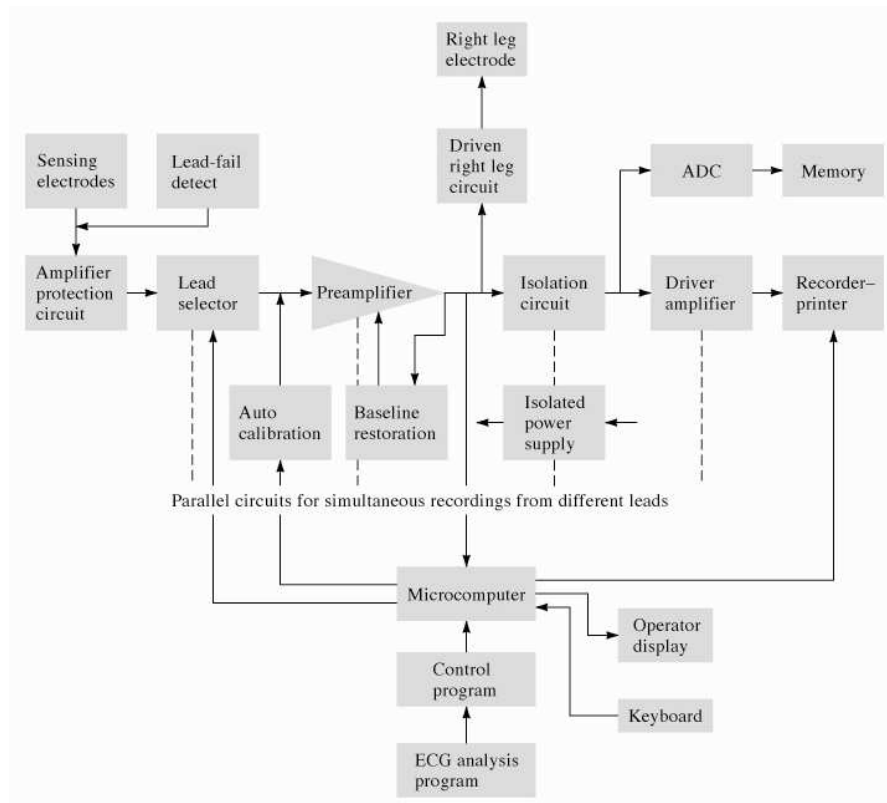 Right leg
electrode
Sensing
electrodes
Lead-fail
detect
Driven
right leg
circuit
ADC
Memory
Amplifier
protection
circuit
Lead
selector
Preamplifier
Isolation
circuit
Driver
amplifier
Recorder–
printer
Auto
calibration
Baseline
restoration
Isolated
power
supply
Parallel circuits for simultaneous recordings from different leads
Microcomputer
Operator
display
Control
program
Keyboard
ECG analysis
program